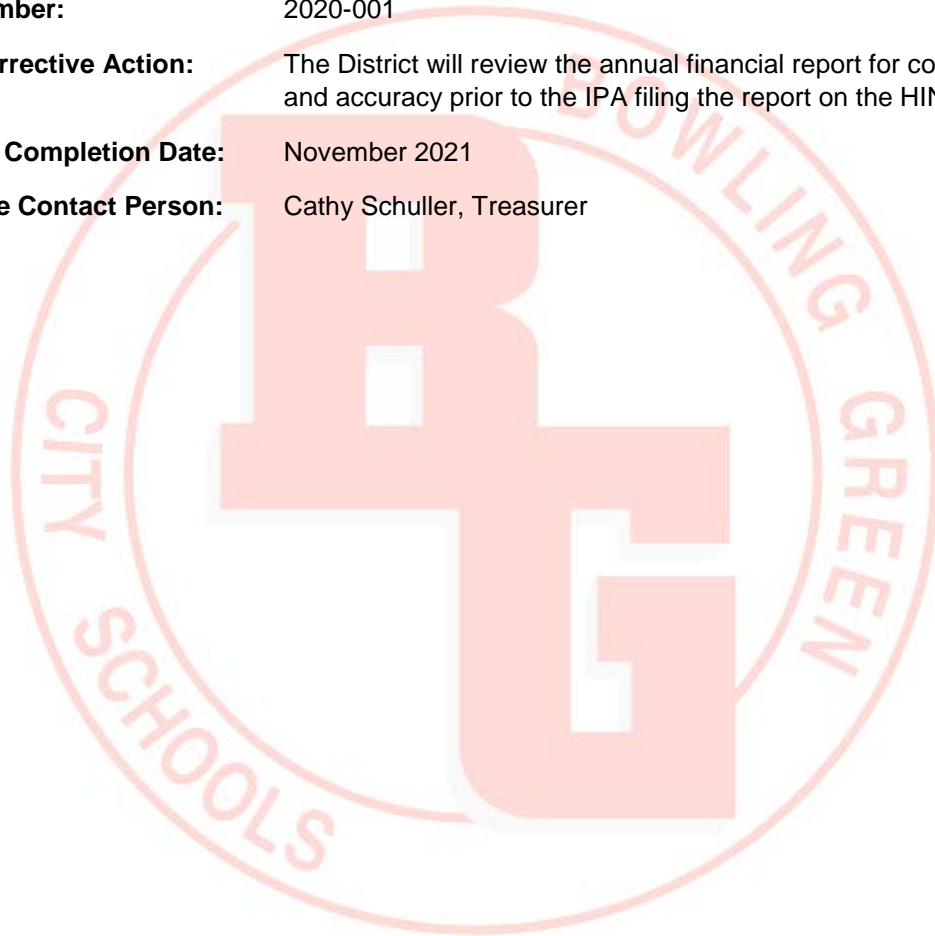 mber: 2020-001
rrective Action: The District will review the annual financial report for co
and accuracy prior to the IPA filing the report on the HIN
Completion Date: November 2021
e Contact Person: Cathy Schuller, Treasurer
BOWLING GREEN
CITY SCHOOLS
BG